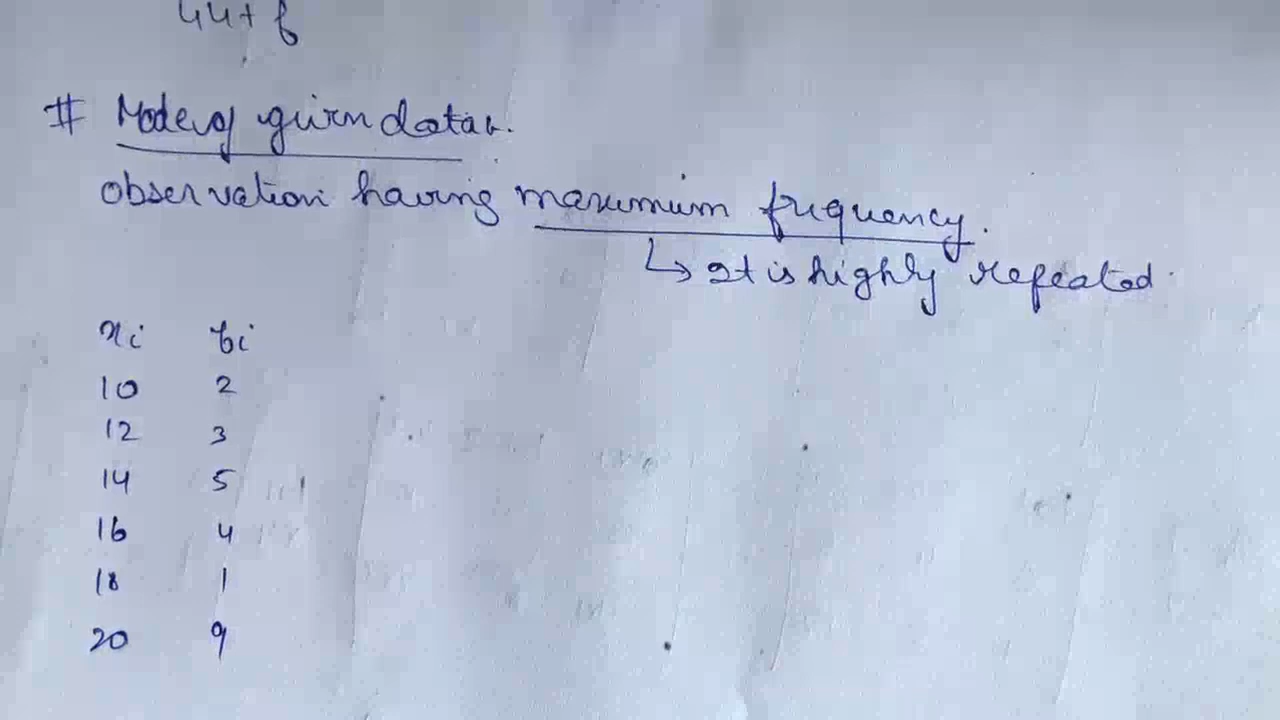 44+f
# Mode of given data.
observation having maximum frequency.
↳ It is highly repeated.
xi fi
10 2
12 3
14 5
16 4
18 1
20 9